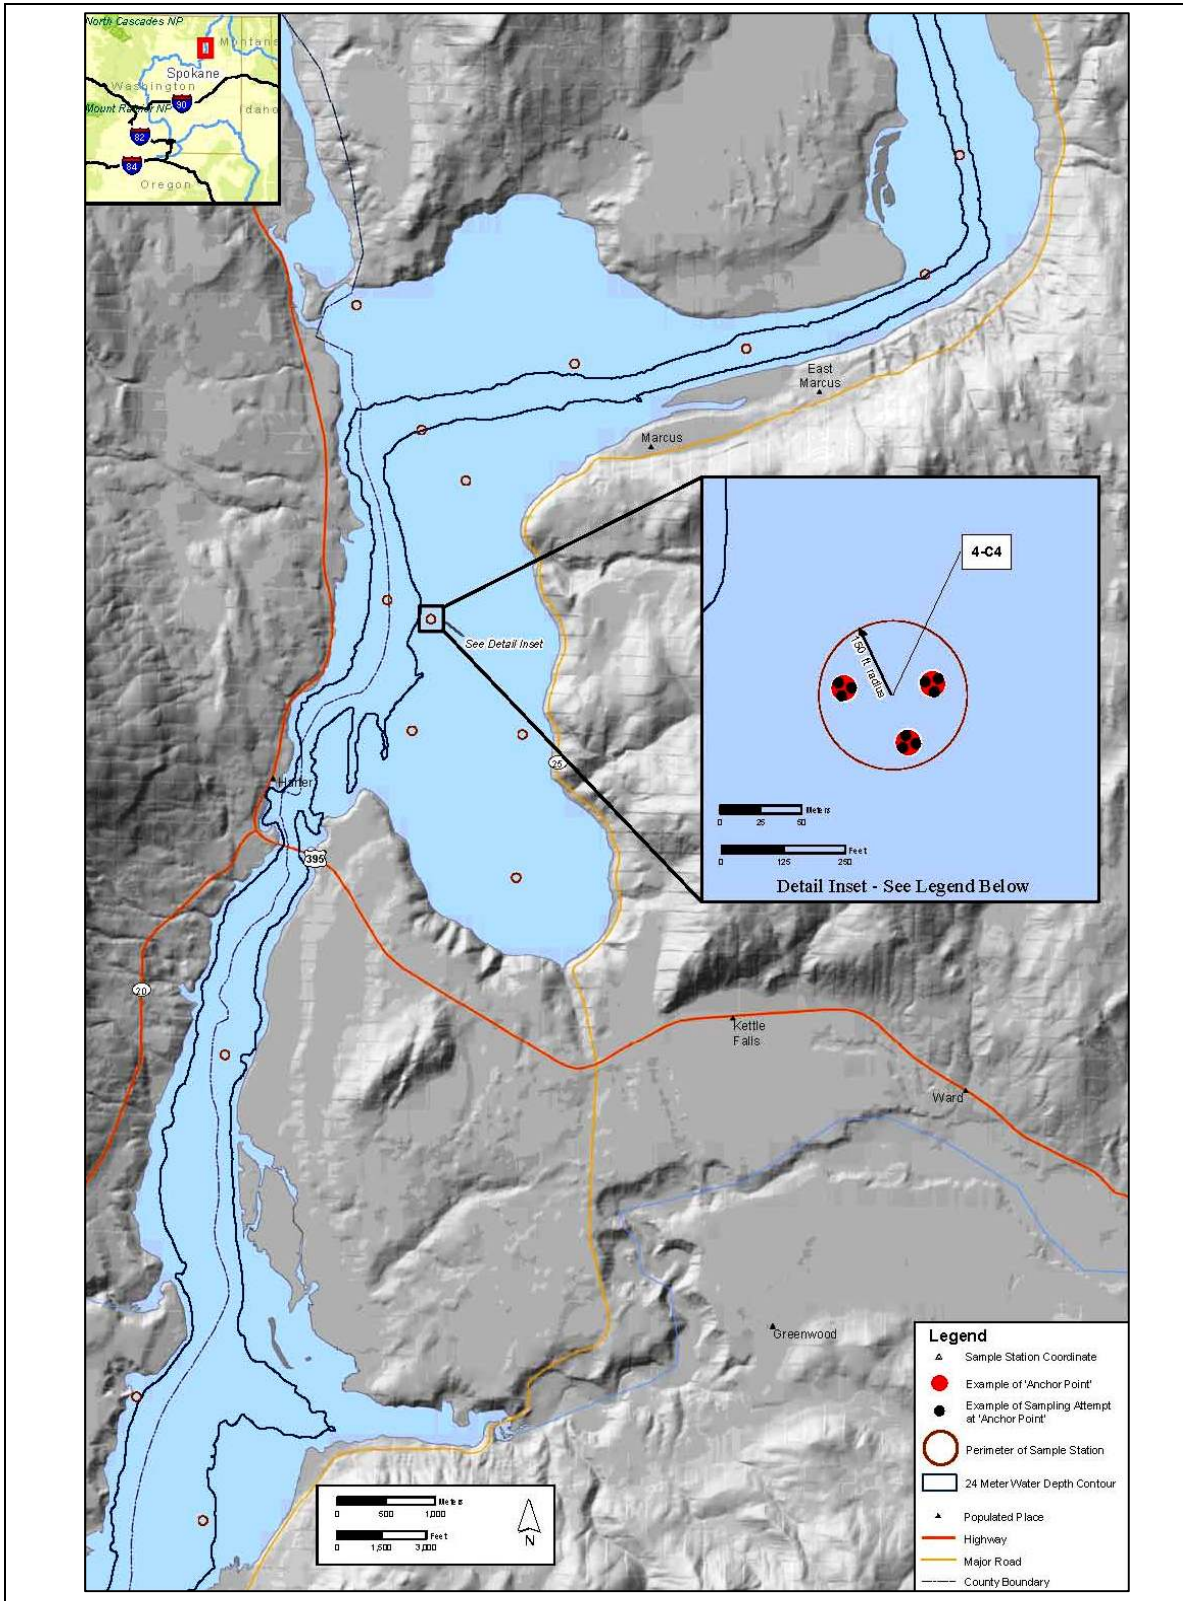 North Cascades NP
Montana
Spokane
Washington
90
Mount Rainier NP
Idaho
82
84
Oregon
East
Marcus
Marcus
4-C4
150 ft. radius
See Detail Inset
Meters
0 25 50
Feet
0 125 250
Detail Inset - See Legend Below
25
Harter
395
20
Kettle
Falls
Ward
Greenwood
Legend
Sample Station Coordinate
Example of 'Anchor Point'
Example of Sampling Attempt
at 'Anchor Point'
Perimeter of Sample Station
24 Meter Water Depth Contour
Populated Place
Highway
Major Road
County Boundary
Meters
0 500 1,000
Feet
0 1,500 3,000
N